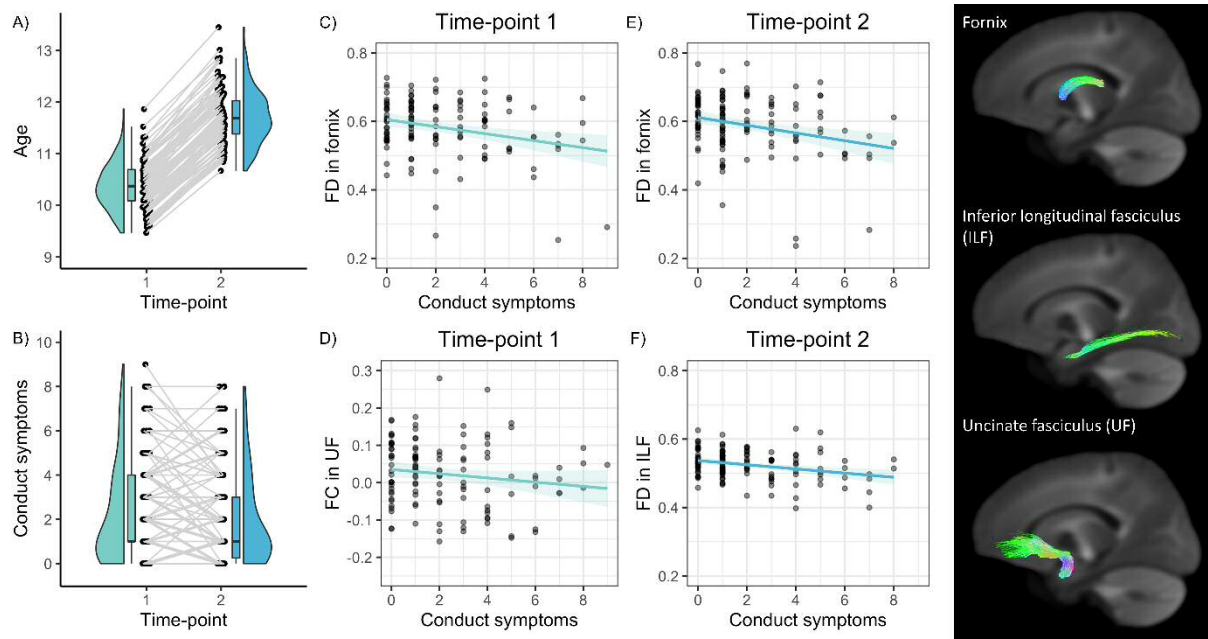 A)
Age
13
12
11
10
9
1
2
Time-point
B)
Conduct symptoms
10
8
6
4
2
0
1
2
Time-point
C)
Time-point 1
FD in fornix
0.8
0.6
0.4
0.2
0 2 4 6 8
Conduct symptoms
D)
Time-point 1
FC in UF
0.3
0.2
0.1
0.0
-0.1
-0.2
0 2 4 6 8
Conduct symptoms
E)
Time-point 2
FD in fornix
0.8
0.6
0.4
0.2
0 2 4 6 8
Conduct symptoms
F)
Time-point 2
FD in ILF
0.8
0.6
0.4
0.2
0 2 4 6 8
Conduct symptoms
Fornix
Inferior longitudinal fasciculus
(ILF)
Uncinate fasciculus (UF)